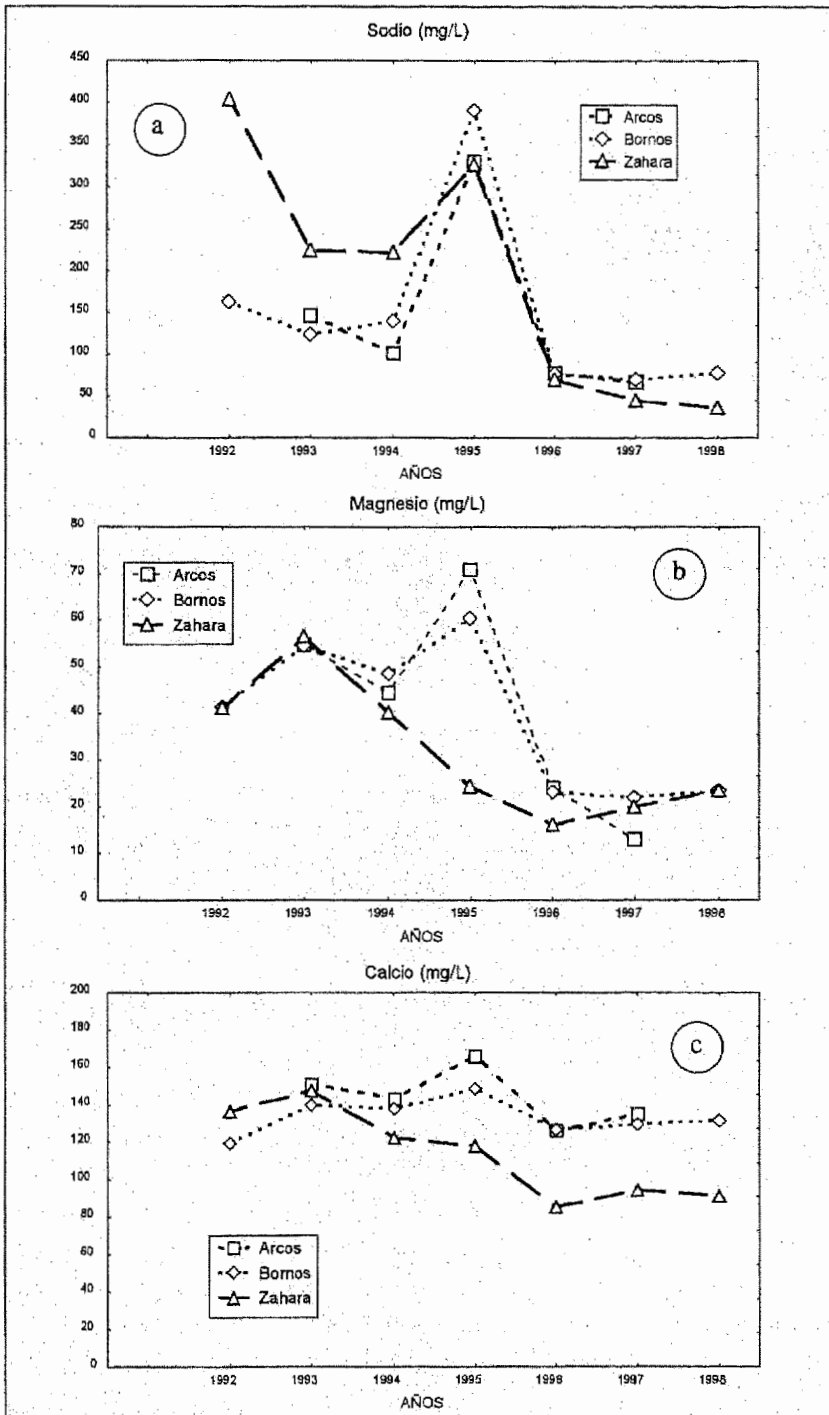 Sodio (mg/L)
450
400
350
300
250
200
150
100
50
0
a
Arcos
Bornos
Zahara
1992 1993 1994 1995 1996 1997 1998
AÑOS
Magnesio (mg/L)
80
70
60
50
40
30
20
10
0
b
Arcos
Bornos
Zahara
1992 1993 1994 1995 1996 1997 1998
AÑOS
Calcio (mg/L)
200
180
160
140
120
100
80
60
40
20
0
c
Arcos
Bornos
Zahara
1992 1993 1994 1995 1996 1997 1998
AÑOS